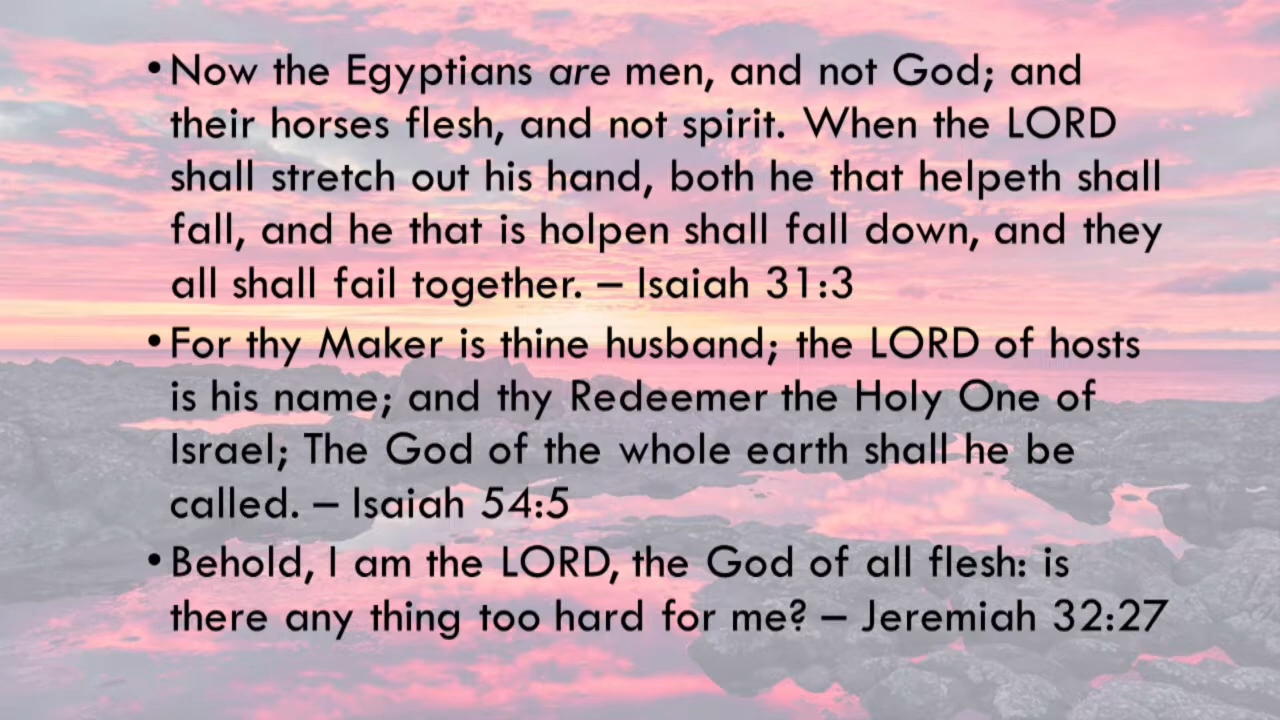 • Now the Egyptians are men, and not God; and
their horses flesh, and not spirit. When the LORD
shall stretch out his hand, both he that helpeth shall
fall, and he that is holpen shall fall down, and they
all shall fail together. – Isaiah 31:3
• For thy Maker is thine husband; the LORD of hosts
is his name; and thy Redeemer the Holy One of
Israel; The God of the whole earth shall he be
called. – Isaiah 54:5
• Behold, I am the LORD, the God of all flesh: is
there any thing too hard for me? – Jeremiah 32:27